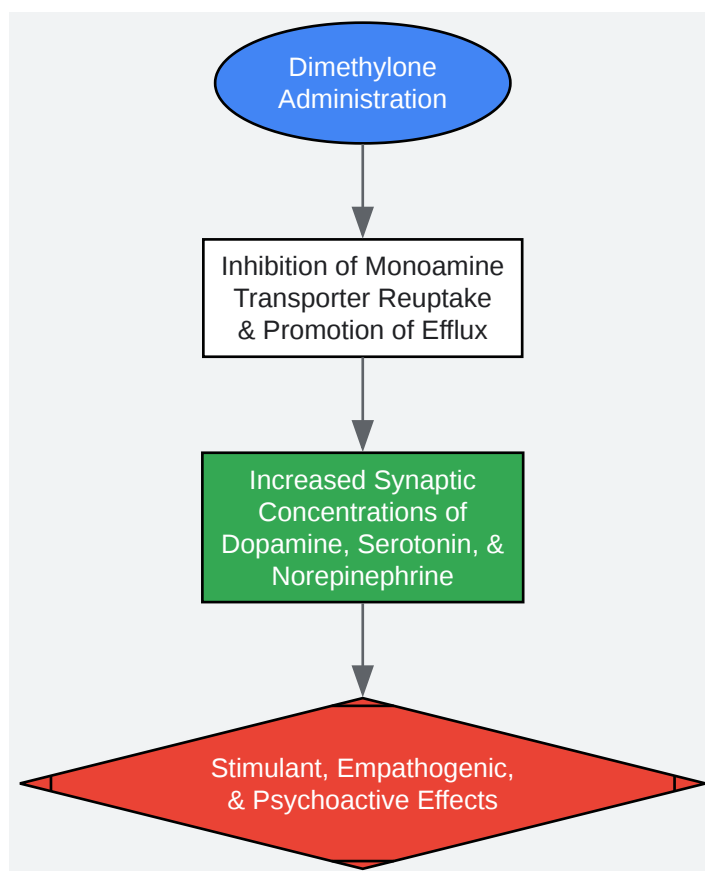 Dimethylone
Administration
Inhibition of Monoamine
Transporter Reuptake
& Promotion of Efflux
Increased Synaptic
Concentrations of
Dopamine, Serotonin, &
Norepinephrine
Stimulant, Empathogenic,
& Psychoactive Effects